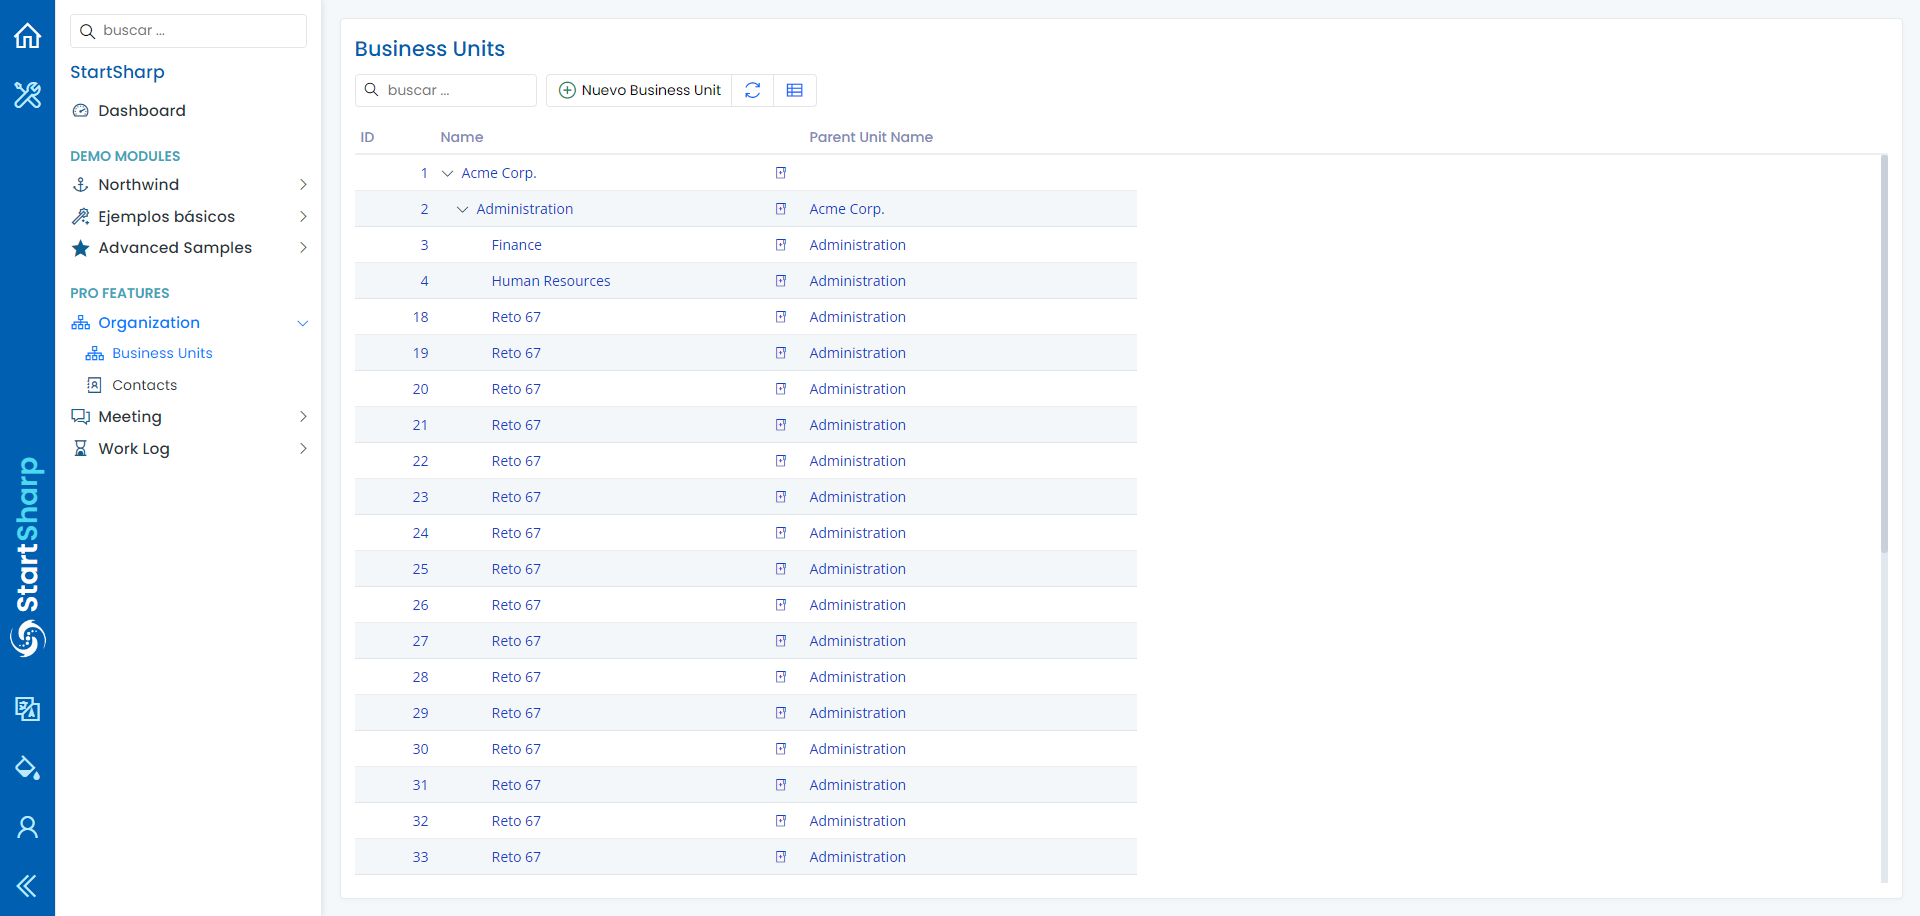 buscar ...
StartSharp
Dashboard
DEMO MODULES
Northwind
Ejemplos básicos
Advanced Samples
PRO FEATURES
Organization
Business Units
Contacts
Meeting
Work Log
StartSharp
Business Units
buscar ...
Nuevo Business Unit
ID Name Parent Unit Name
1 Acme Corp.
2 Administration Acme Corp.
3 Finance Administration
4 Human Resources Administration
18 Reto 67 Administration
19 Reto 67 Administration
20 Reto 67 Administration
21 Reto 67 Administration
22 Reto 67 Administration
23 Reto 67 Administration
24 Reto 67 Administration
25 Reto 67 Administration
26 Reto 67 Administration
27 Reto 67 Administration
28 Reto 67 Administration
29 Reto 67 Administration
30 Reto 67 Administration
31 Reto 67 Administration
32 Reto 67 Administration
33 Reto 67 Administration